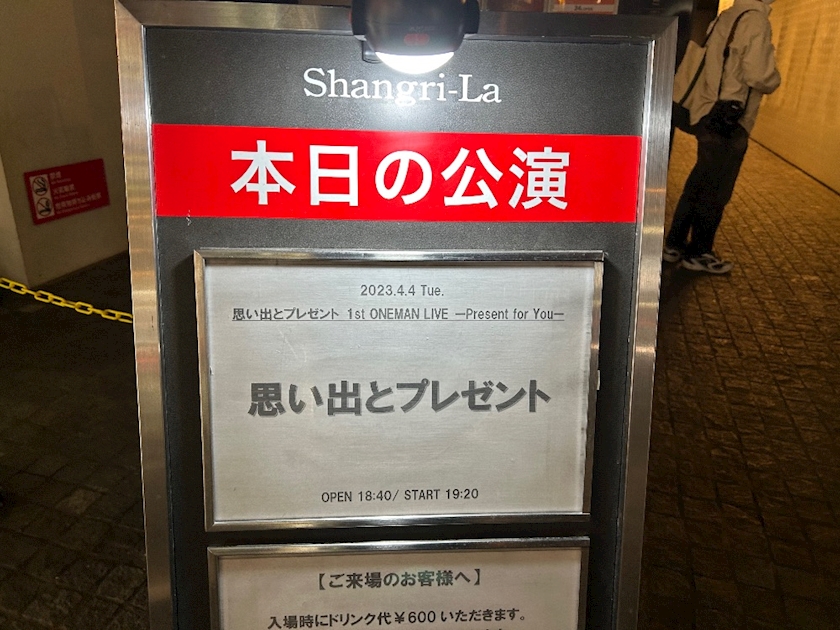 Shangri-La
本日の公演
2023.4.4 Tue.
思い出とプレゼント 1st ONEMAN LIVE ―Present for You―
思い出とプレゼント
OPEN 18:40/ START 19:20
【ご来場のお客様へ】
入場時にドリンク代￥600いただきます。